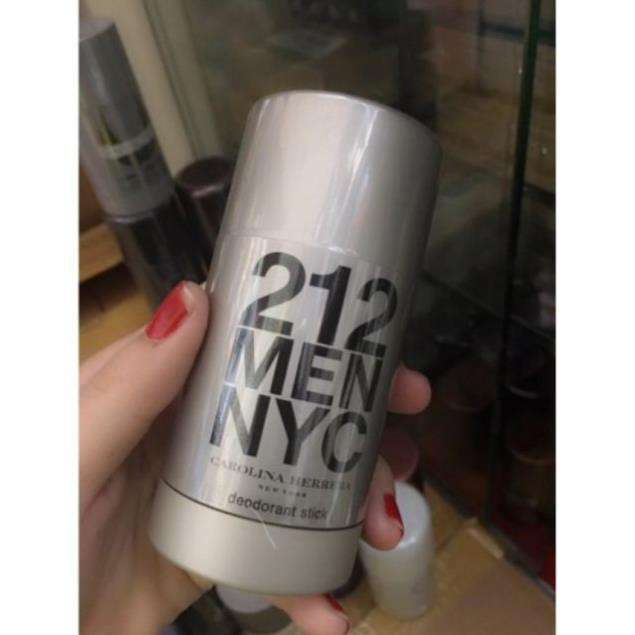 212
MEN
NYC
CAROLINA HERRERA
NEW YORK
deodorant stick